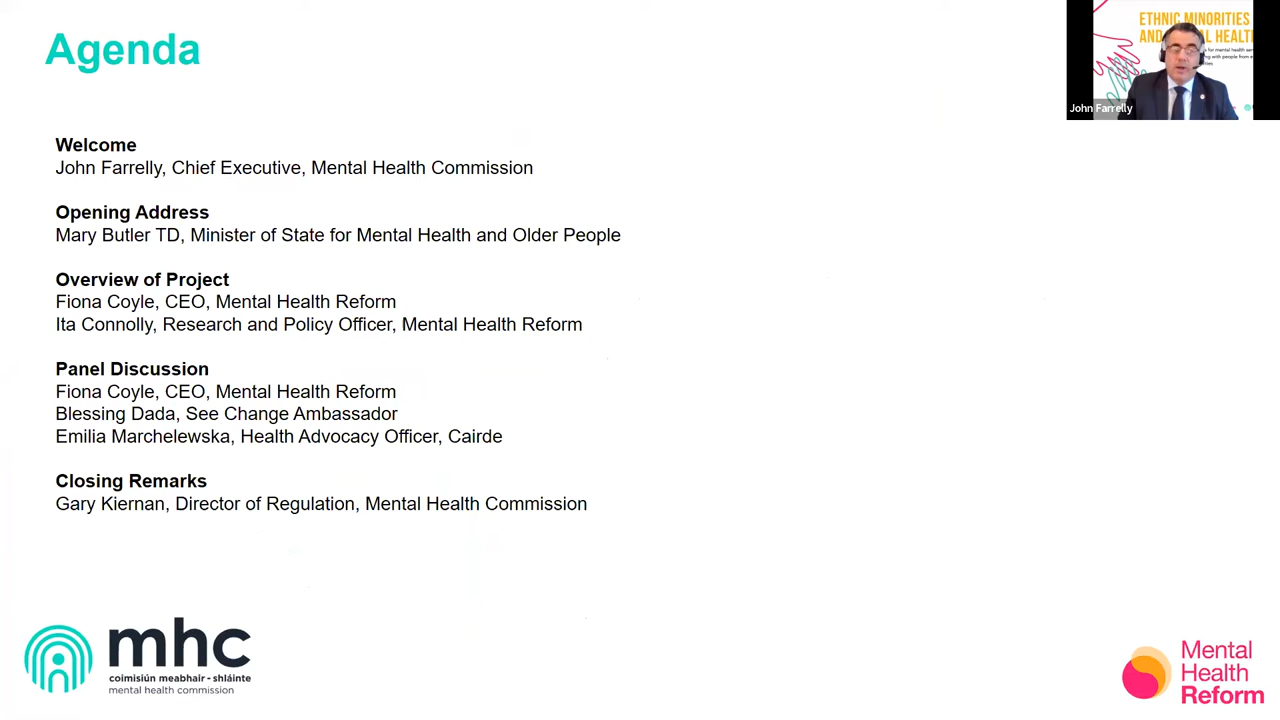 Agenda
Welcome
John Farrelly, Chief Executive, Mental Health Commission
Opening Address
Mary Butler TD, Minister of State for Mental Health and Older People
Overview of Project
Fiona Coyle, CEO, Mental Health Reform
Ita Connolly, Research and Policy Officer, Mental Health Reform
Panel Discussion
Fiona Coyle, CEO, Mental Health Reform
Blessing Dada, See Change Ambassador
Emilia Marchelewska, Health Advocacy Officer, Cairde
Closing Remarks
Gary Kiernan, Director of Regulation, Mental Health Commission
mhc
coimisiún meabhair - shláinte
mental health commission
Mental
Health
Reform
ETHNIC MINORITIES
AND
John Farrelly